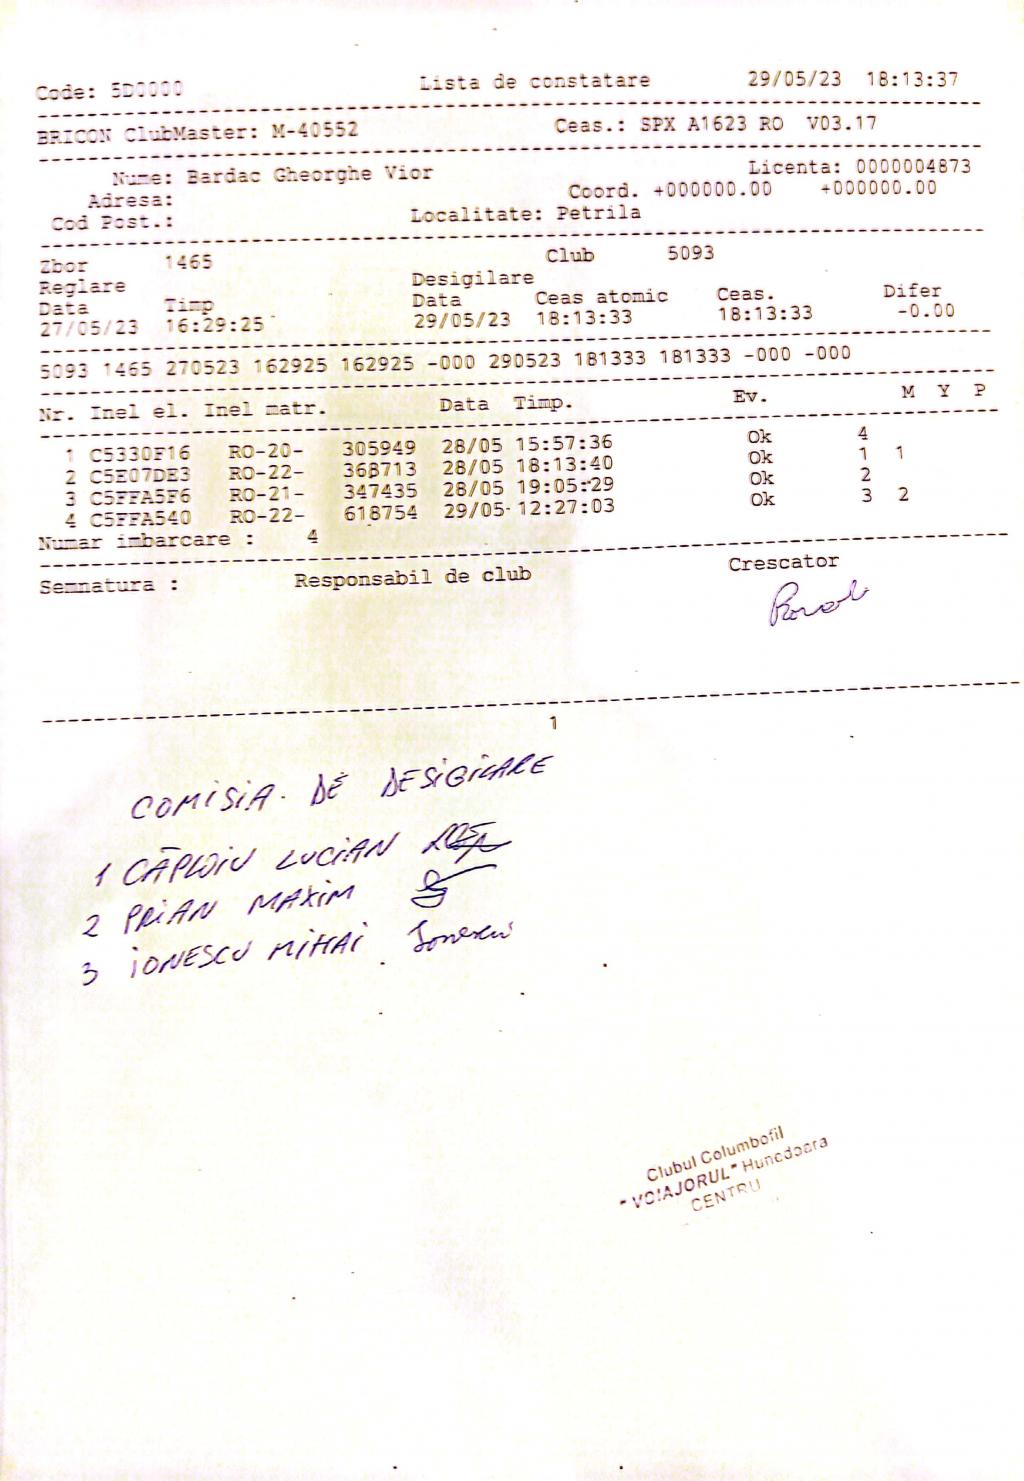 Code: 5D0000 Lista de constatare 29/05/23 18:13:37
BRICON ClubMaster: M-40552 Ceas.: SPX A1623 RO V03.17
Nume: Bardac Gheorghe Vior Licenta: 0000004873
Adresa: Coord. +000000.00 +000000.00
Cod Post.: Localitate: Petrila
Zbor 1465 Club 5093
Reglare Desigilare
Data Timp Data Ceas atomic Ceas. Difer
27/05/23 16:29:25 29/05/23 18:13:33 18:13:33 -0.00
5093 1465 270523 162925 162925 -000 290523 181333 181333 -000 -000
Nr. Inel el. Inel matr. Data Timp. Ev. M Y P
1 C5330F16 RO-20- 305949 28/05 15:57:36 Ok 4
2 C5E07DE3 RO-22- 368713 28/05 18:13:40 Ok 1 1
3 C5FFA5F6 RO-21- 347435 28/05 19:05:29 Ok 2
4 C5FFA540 RO-22- 618754 29/05 12:27:03 Ok 3 2
Numar imbarcare : 4
Semnatura : Responsabil de club Crescator
1
COMISIA DE DESIGILARE
1 CĂPLOIU LUCIAN
2 PRIAN MAXIM
3 IONESCU MIHAI Ionescu
Clubul Columbofil
"VOIAJORUL" Hunedoara
CENTRU